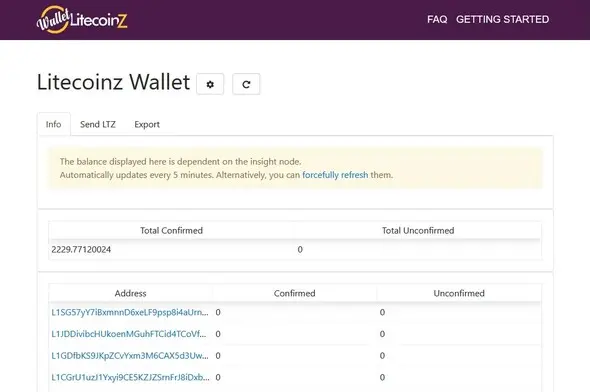 Wallet LitecoinZ
FAQ GETTING STARTED
Litecoinz Wallet
Info Send LTZ Export
The balance displayed here is dependent on the insight node.
Automatically updates every 5 minutes. Alternatively, you can forcefully refresh them.
Total Confirmed Total Unconfirmed
2229.77120024 0
Address Confirmed Unconfirmed
L1SG57yY7iBxmnnD6xeLF9psp8i4aUrn... 0 0
L1JDDivibcHUkoenMGuhFTCid4TCoVf... 0 0
L1GDfbKS9JKpZCvYxm3M6CAX5d3Uw... 0 0
L1CGrU1uzJ1Yxyi9CE5KZJZSmFrJ8iDxb... 0 0